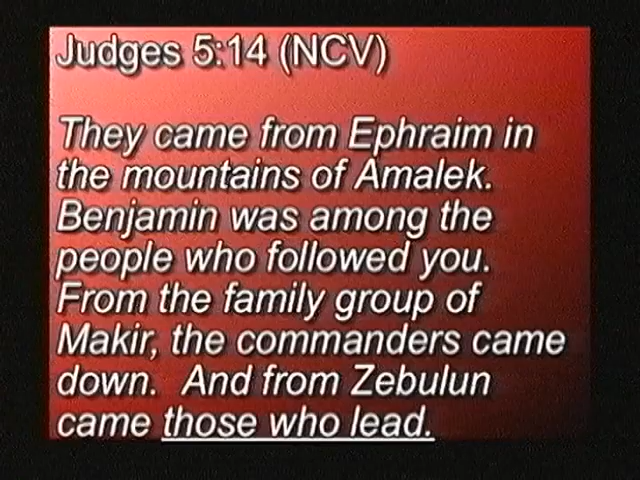 Judges 5:14 (NCV)
They came from Ephraim in
the mountains of Amalek.
Benjamin was among the
people who followed you.
From the family group of
Makir, the commanders came
down.  And from Zebulun
came those who lead.